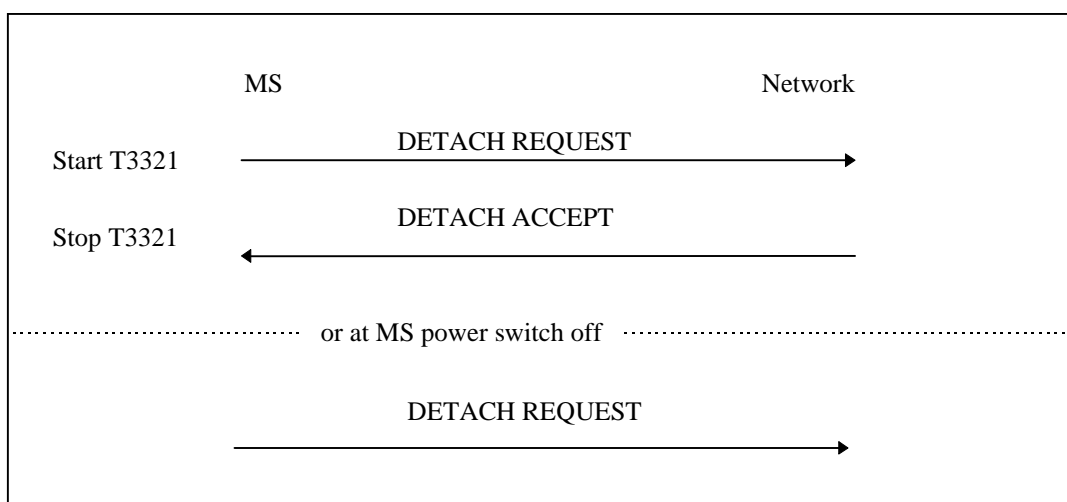 MS Network
DETACH REQUEST
Start T3321
DETACH ACCEPT
Stop T3321
or at MS power switch off
DETACH REQUEST